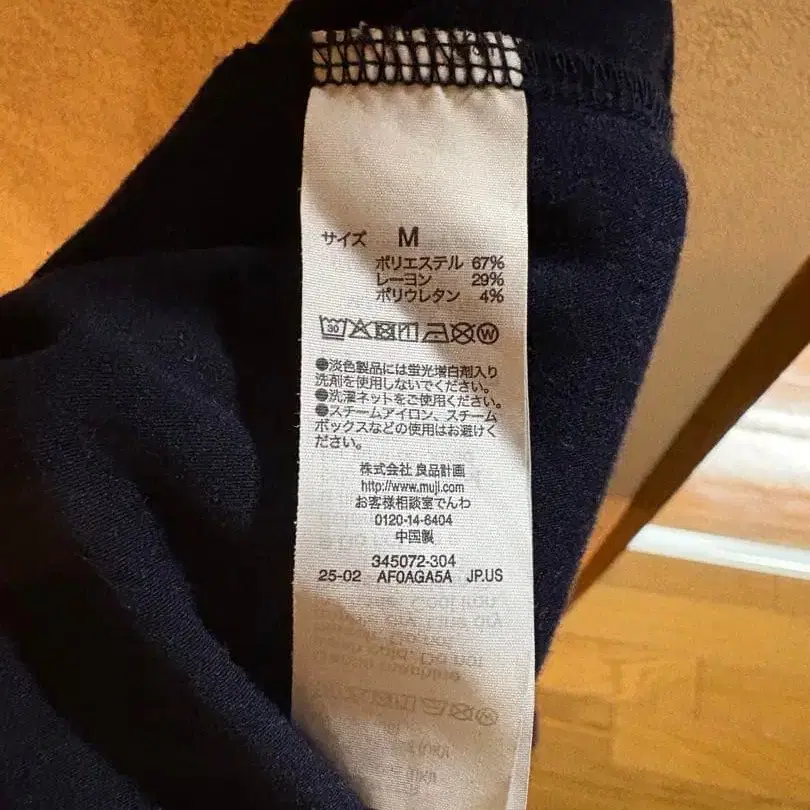 サイズ M
ポリエステル 67%
レーヨン 29%
ポリウレタン 4%
30 W
●淡色製品には蛍光増白剤入り
洗剤を使用しないでください。
●洗濯ネットをご使用ください。
●スチームアイロン、スチーム
ボックスなどの使用はお避けく
ださい。
株式会社 良品計画
http://www.muji.com
お客様相談室でんわ
0120-14-6404
中国製
345072-304
25-02 AF0AGA5A JP.US